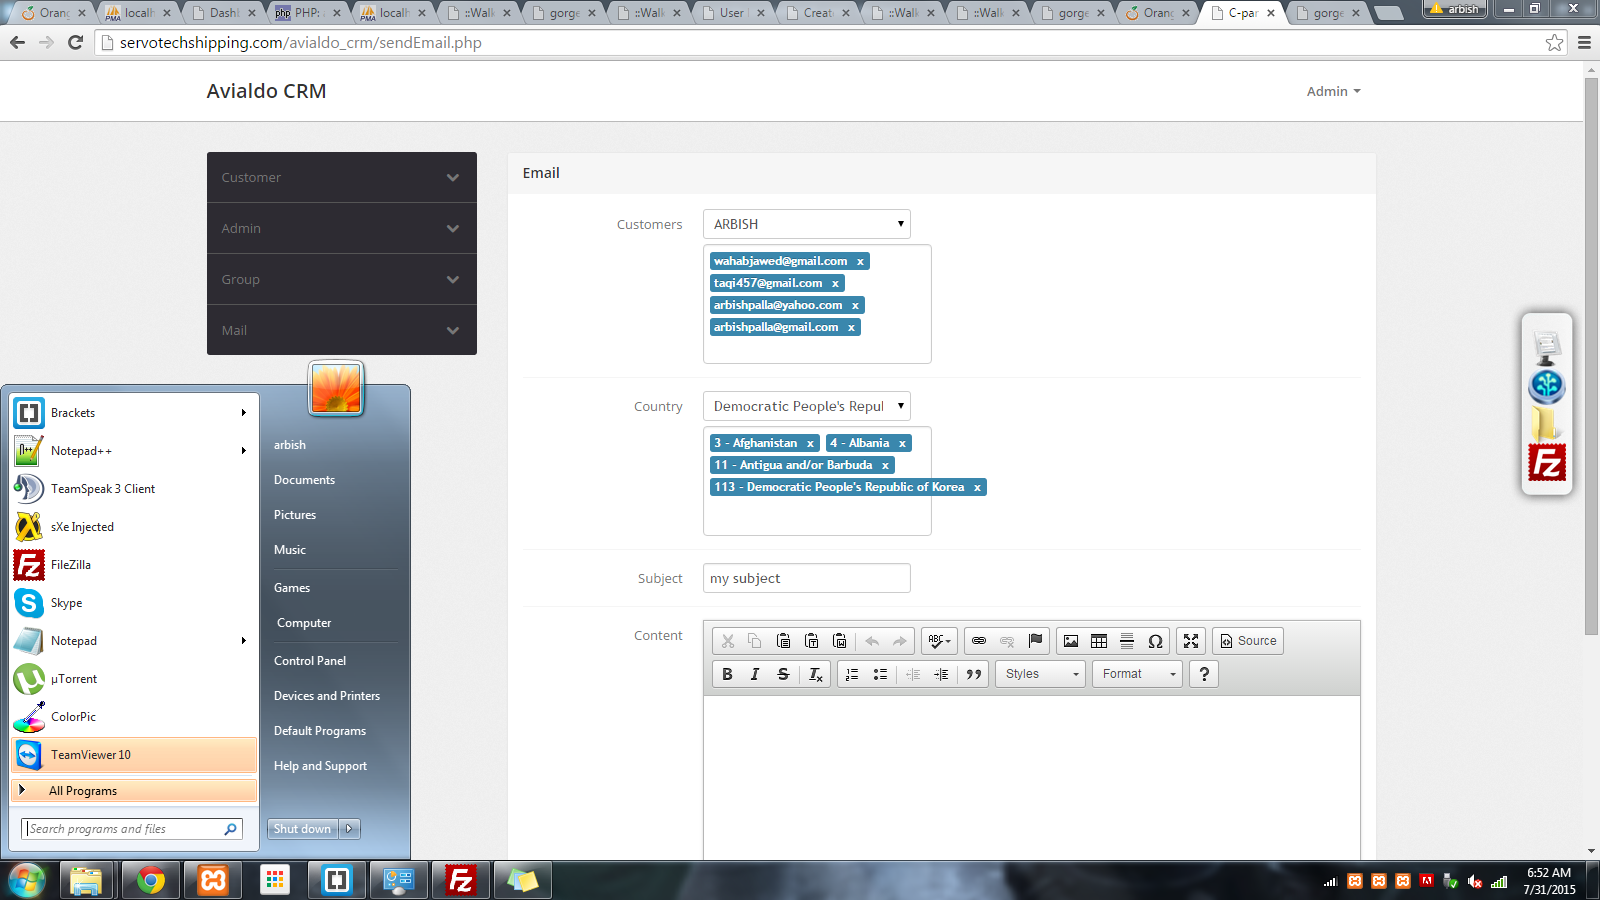 Orang
localh
Dashl
PHP:
localh
::Walk
gorge
::Walk
User
Create
::Walk
::Walk
gorge
Orang
C-par
gorge
arbish
servotechshipping.com/avialdo_crm/sendEmail.php
Avialdo CRM
Admin
Customer
Admin
Group
Mail
Email
Customers
ARBISH
wahabjawed@gmail.com x
taqi457@gmail.com x
arbishpalla@yahoo.com x
arbishpalla@gmail.com x
Country
Democratic People's Repul
3 - Afghanistan x 4 - Albania x
11 - Antigua and/or Barbuda x
113 - Democratic People's Republic of Korea x
Subject
my subject
Content
ABC
Source
B I S Ix
Styles
Format
?
Brackets
Notepad++
TeamSpeak 3 Client
sXe Injected
FileZilla
Skype
Notepad
µTorrent
ColorPic
TeamViewer 10
All Programs
Search programs and files
arbish
Documents
Pictures
Music
Games
Computer
Control Panel
Devices and Printers
Default Programs
Help and Support
Shut down
6:52 AM
7/31/2015